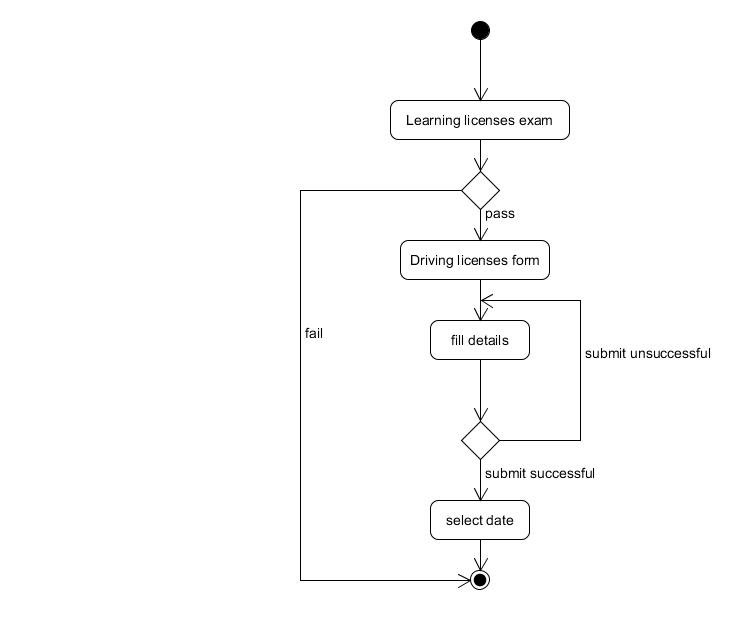 Learning licenses exam
pass
Driving licenses form
fail
fill details
submit unsuccessful
submit successful
select date